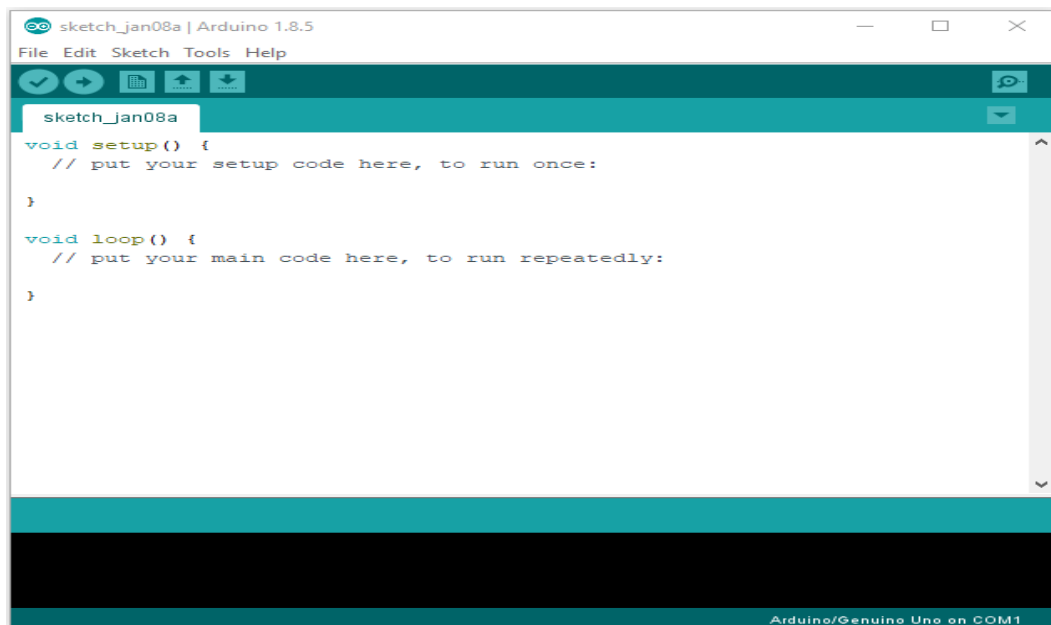 sketch_jan08a | Arduino 1.8.5
File Edit Sketch Tools Help
sketch_jan08a
void setup() {
  // put your setup code here, to run once:
}
void loop() {
  // put your main code here, to run repeatedly:
}
Arduino/Genuino Uno on COM1